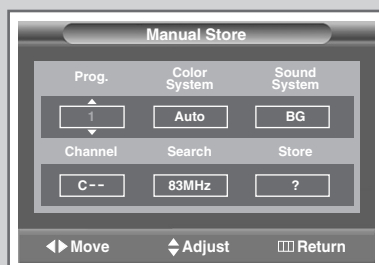 Manual Store
Prog. Color System Sound System
1 Auto BG
Channel Search Store
C-- 83MHz ?
Move Adjust Return